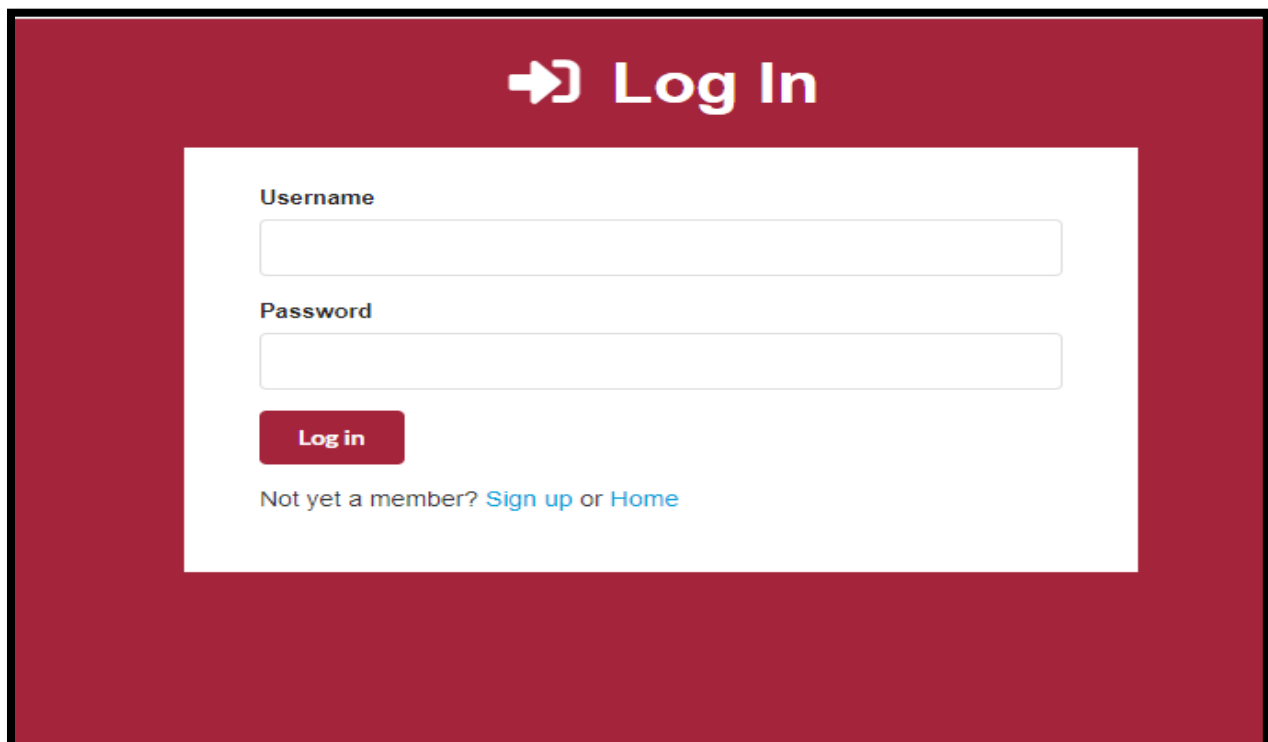 Log In
Username
Password
Log in
Not yet a member? Sign up or Home